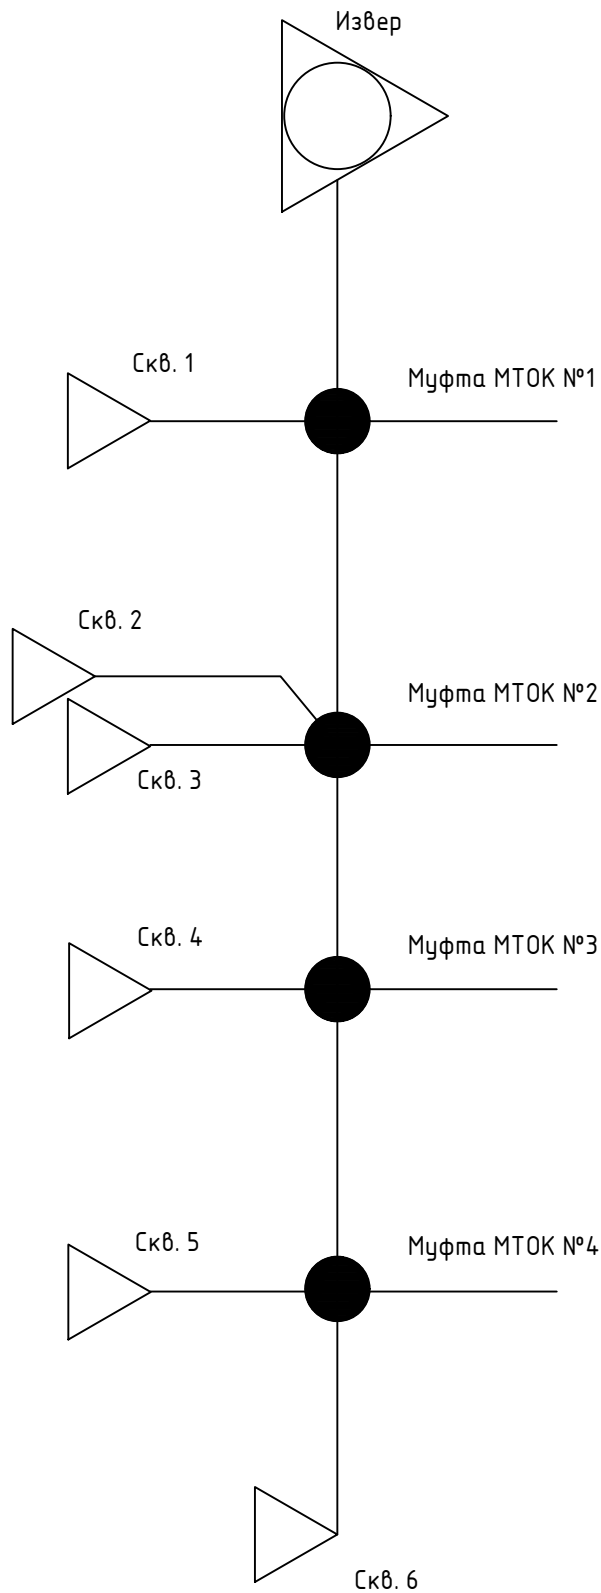 Извер
Скв. 1
Муфта МТОК №1
Скв. 2
Муфта МТОК №2
Скв. 3
Скв. 4
Муфта МТОК №3
Скв. 5
Муфта МТОК №4
Скв. 6